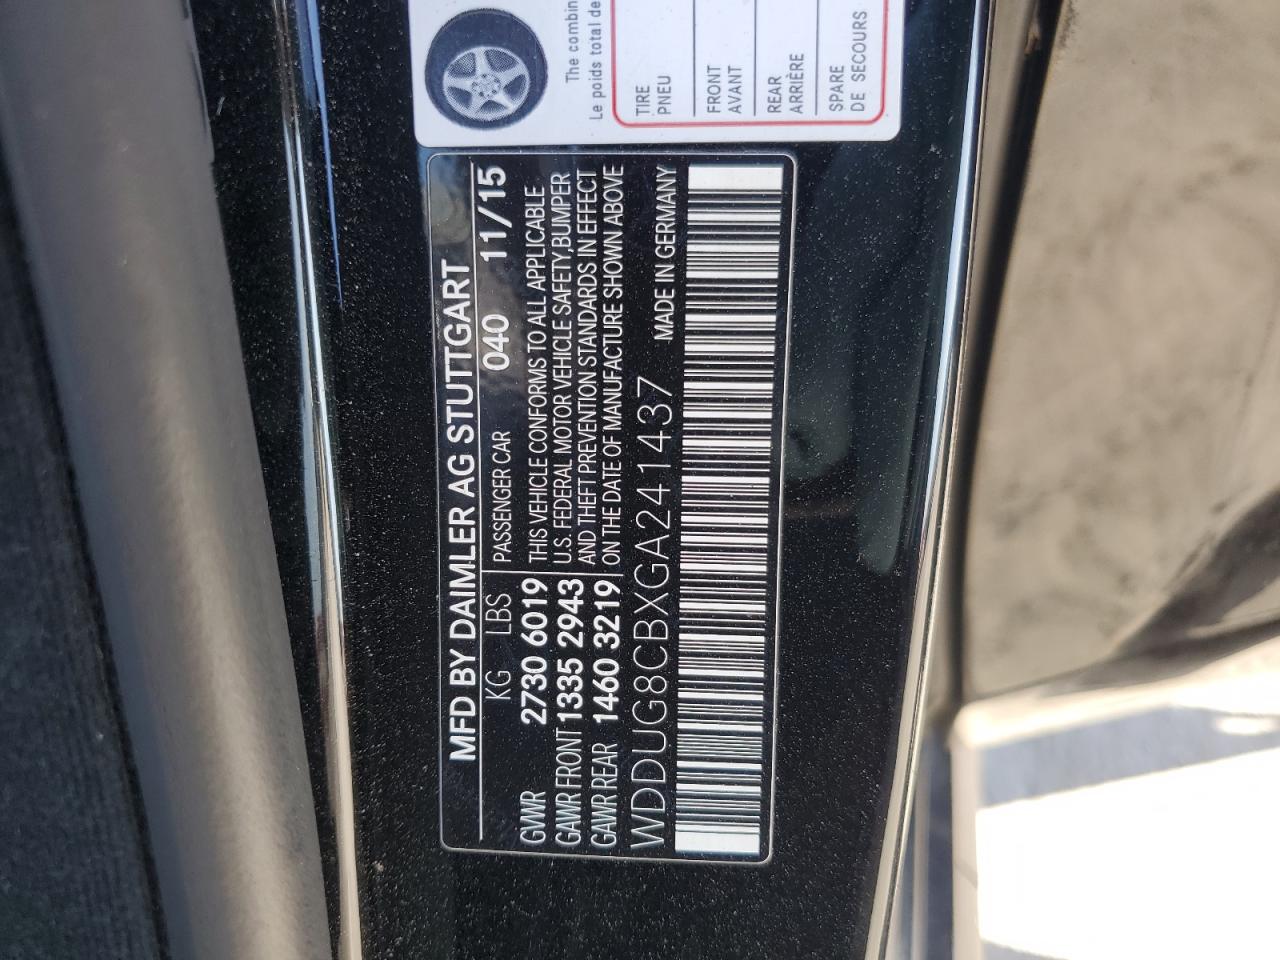 MFD BY DAIMLER AG STUTTGART
KG LBS PASSENGER CAR 040 11/15
GVWR 2730 6019 THIS VEHICLE CONFORMS TO ALL APPLICABLE
GAWR FRONT 1335 2943 U.S. FEDERAL MOTOR VEHICLE SAFETY,BUMPER
AND THEFT PREVENTION STANDARDS IN EFFECT
GAWR REAR 1460 3219 ON THE DATE OF MANUFACTURE SHOWN ABOVE
WDDUG8CBXGA241437 MADE IN GERMANY
The combin
Le poids total de
TIRE
PNEU
FRONT
AVANT
REAR
ARRIÈRE
SPARE
DE SECOURS